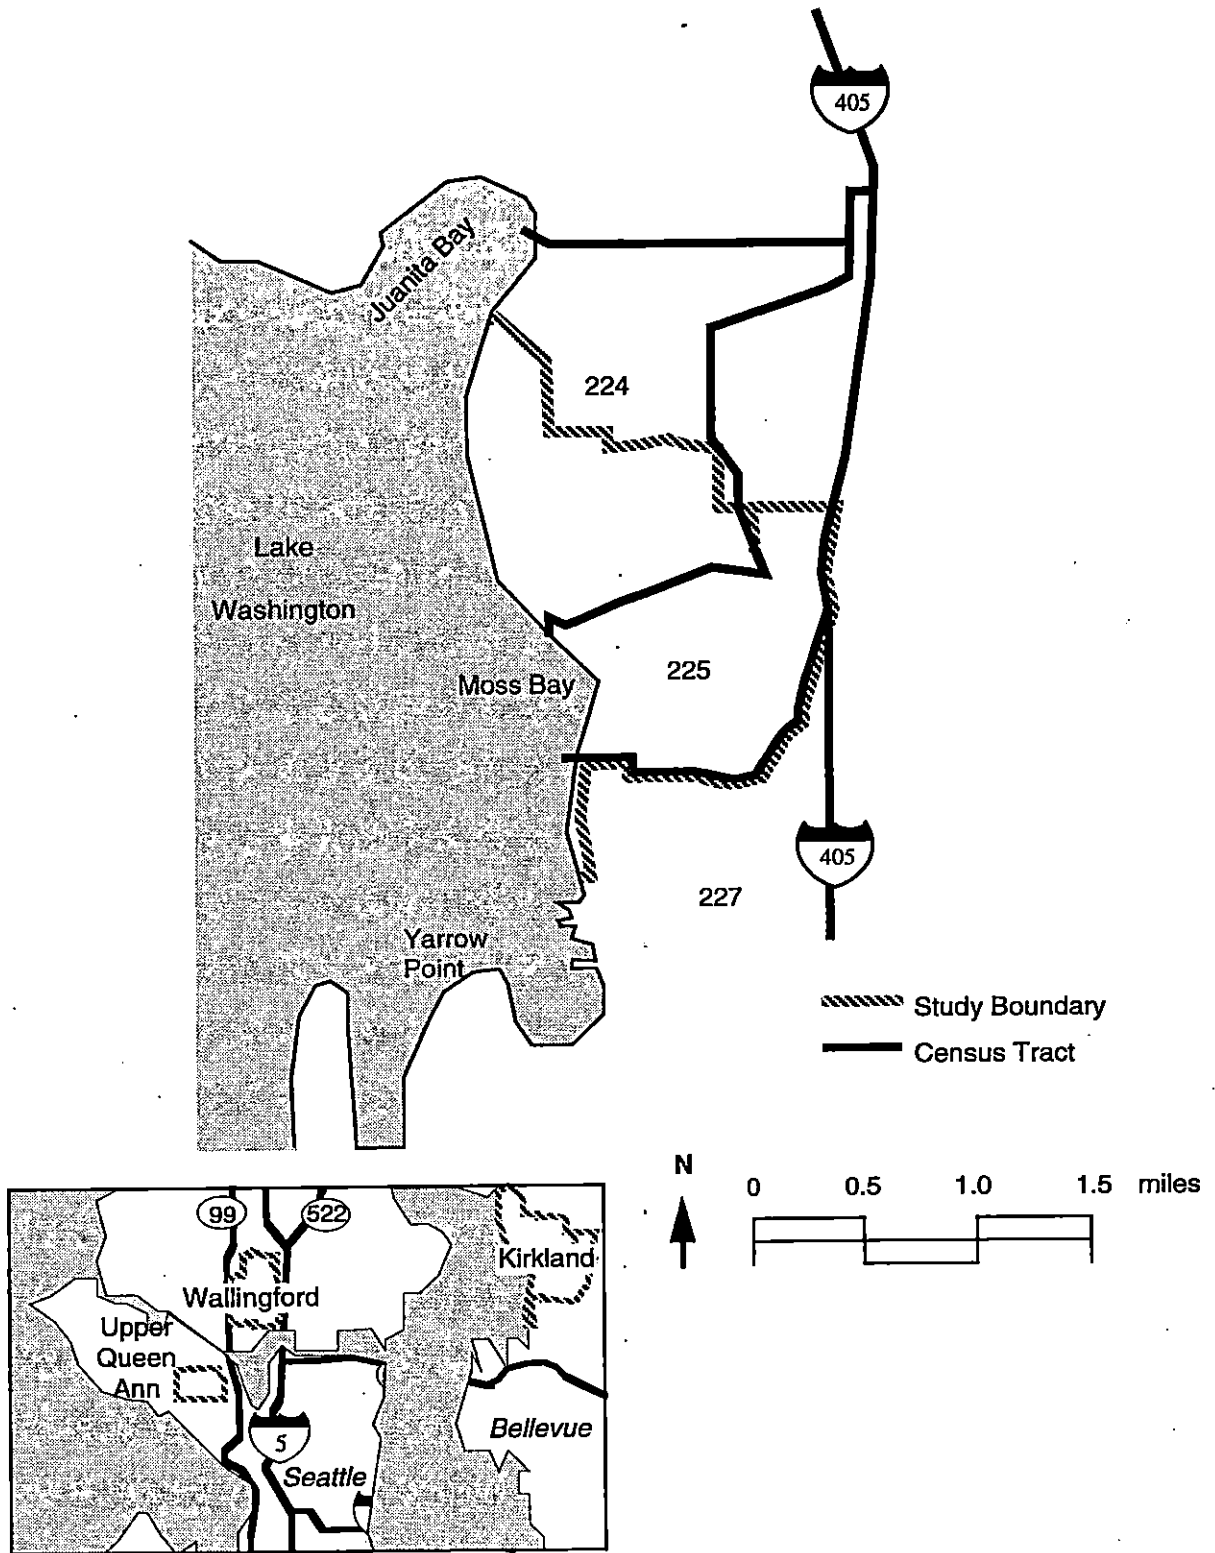 405
Juanita Bay
224
Lake
Washington
225
Moss Bay
405
227
Yarrow
Point
Study Boundary
Census Tract
N
0 0.5 1.0 1.5 miles
99
522
Kirkland
Wallingford
Upper
Queen
Ann
Bellevue
5
Seattle